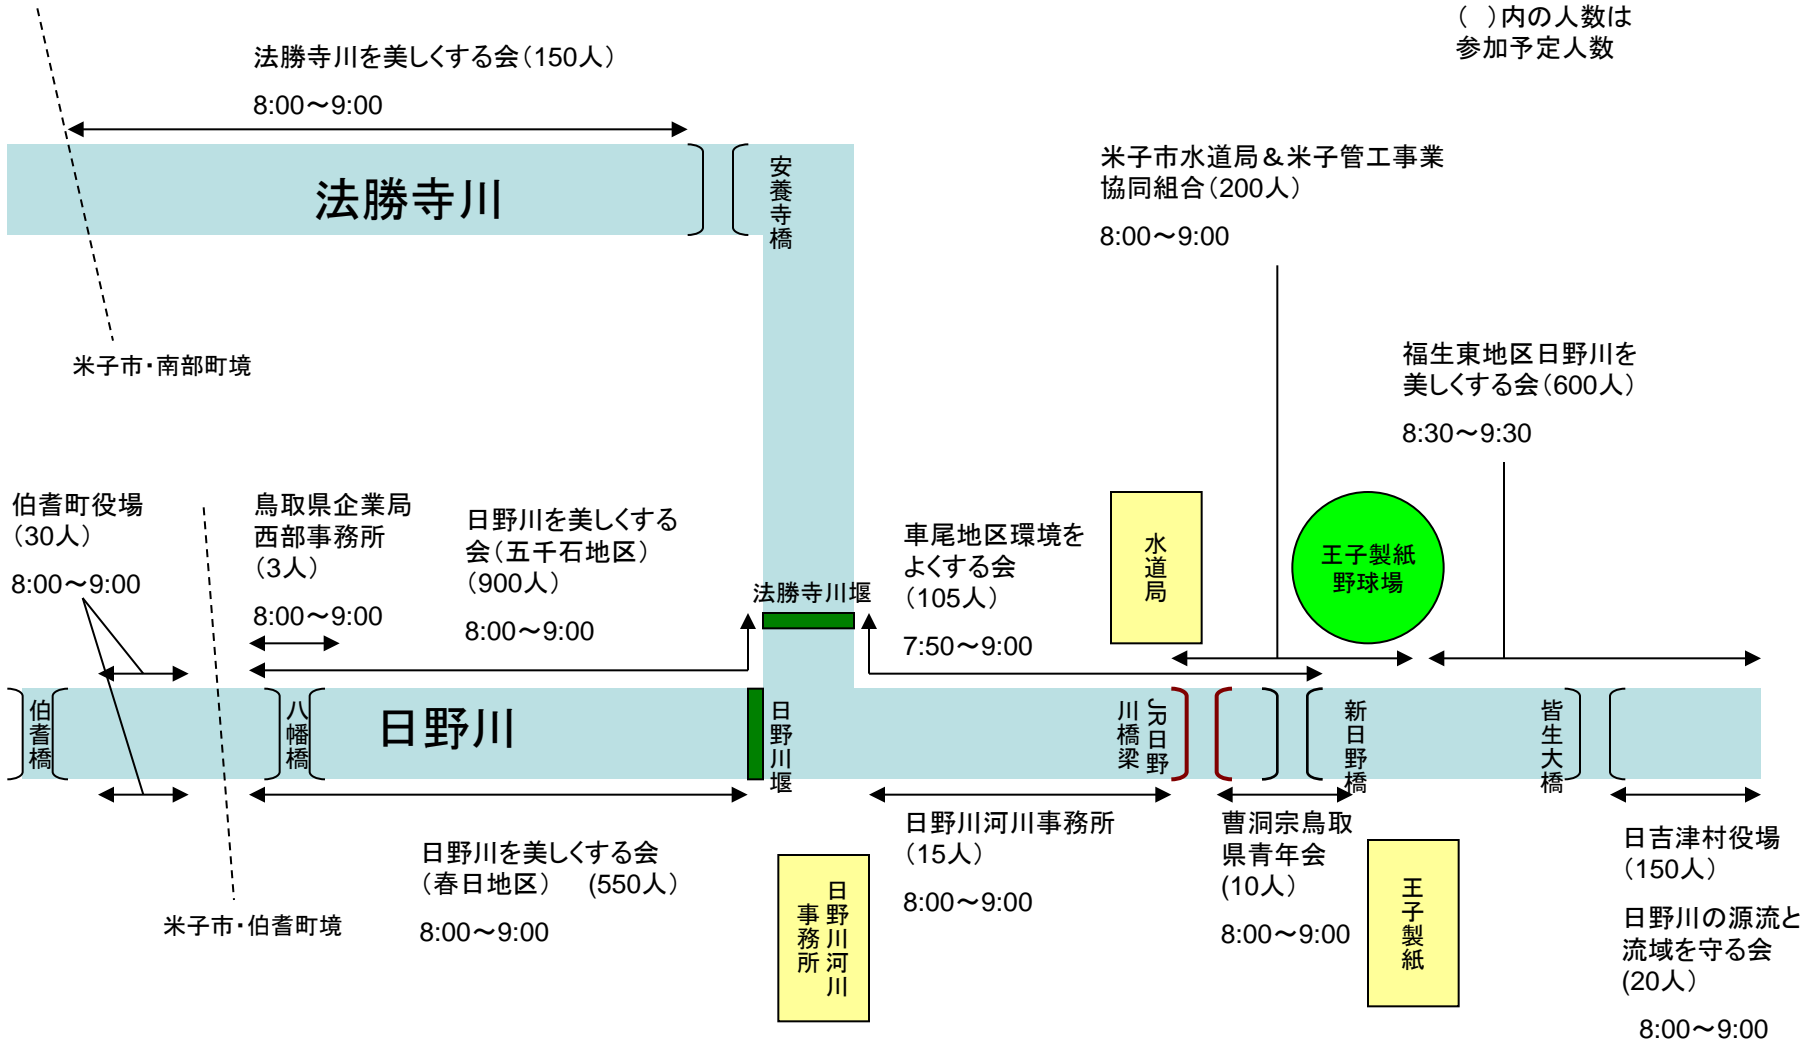 （　）内の人数は
参加予定人数
法勝寺川を美しくする会（150人）
8:00～9:00
法勝寺川
安養寺橋
米子市・南部町境
米子市水道局＆米子管工事業
協同組合（200人）
8:00～9:00
福生東地区日野川を
美しくする会（600人）
8:30～9:30
伯耆町役場
（30人）
8:00～9:00
鳥取県企業局
西部事務所
（3人）
8:00～9:00
日野川を美しくする
会（五千石地区）
（900人）
8:00～9:00
法勝寺川堰
車尾地区環境を
よくする会
（105人）
7:50～9:00
水道局
王子製紙
野球場
伯耆橋
八幡橋
日野川
日野川堰
JR日野
川橋梁
新日野橋
皆生大橋
日野川を美しくする会
（春日地区）　(550人）
8:00～9:00
米子市・伯耆町境
日野川河川
事務所
日野川河川事務所
（15人）
8:00～9:00
曹洞宗鳥取
県青年会
(10人）
8:00～9:00
王子製紙
日吉津村役場
（150人）
日野川の源流と
流域を守る会
(20人）
8:00～9:00